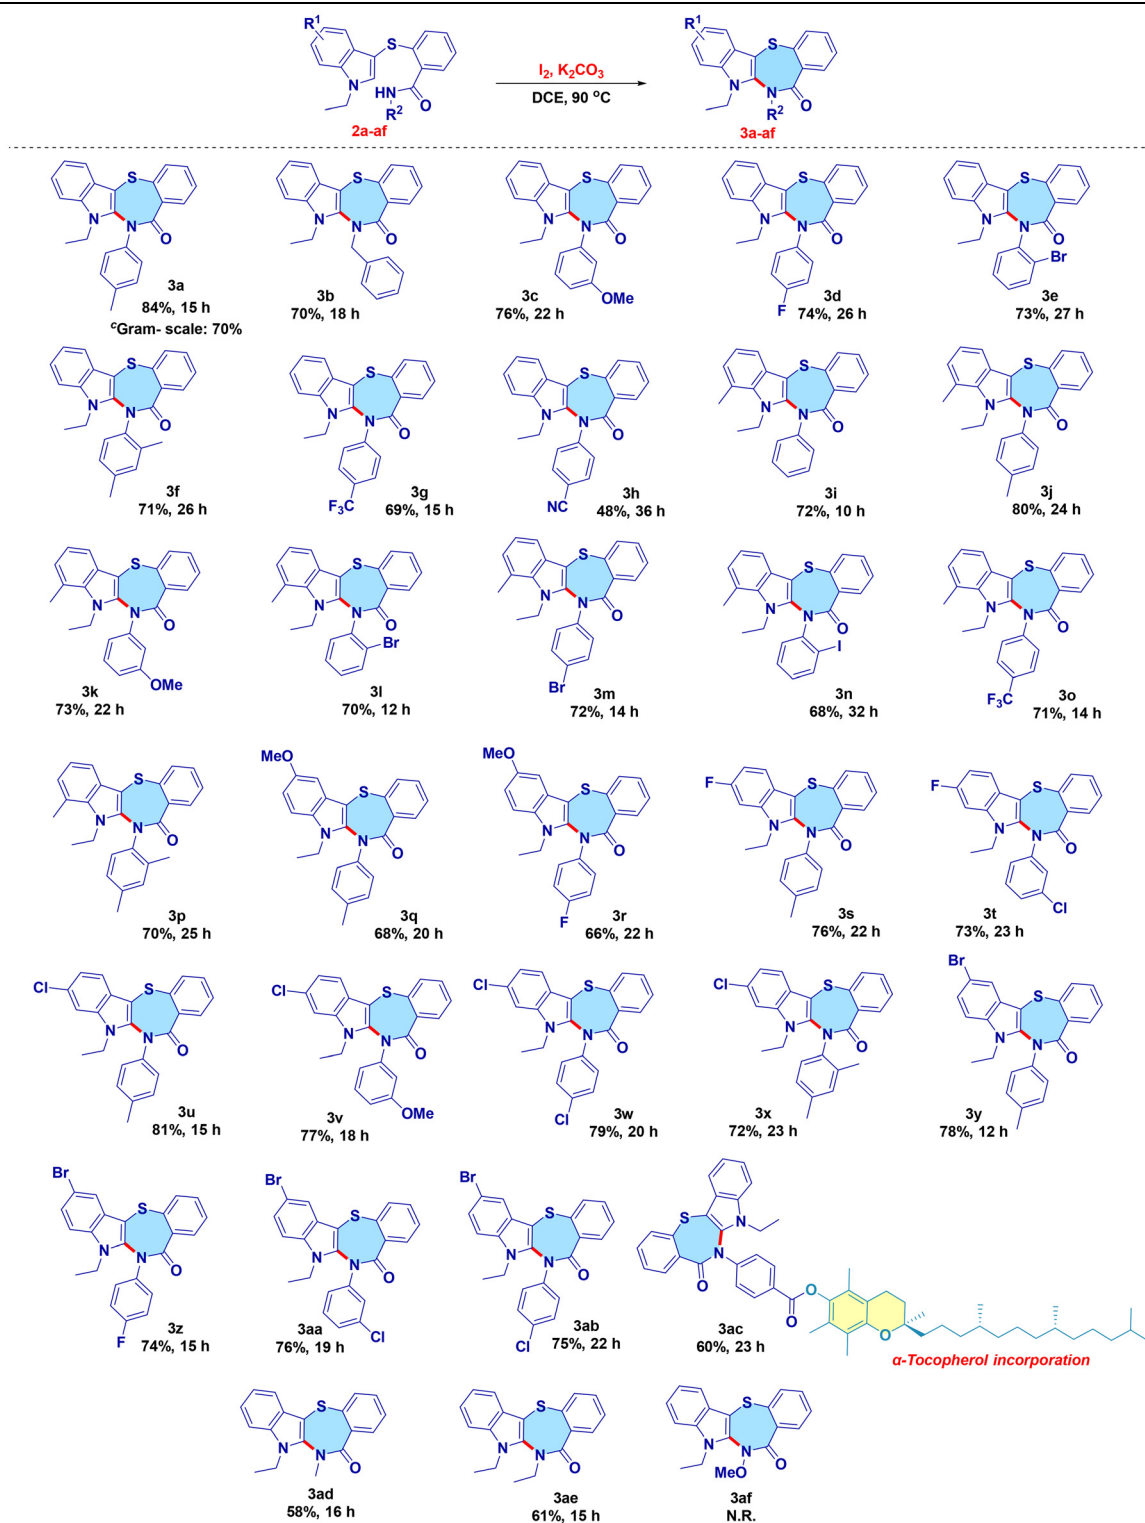 R¹ S
N HN O
R²
2a-af
I₂, K₂CO₃
DCE, 90 °C
R¹ S
N N O
R²
3a-af
S N N O
3a
84%, 15 h
ᶜGram- scale: 70%
S N N O
3b
70%, 18 h
S N N O
OMe
3c
76%, 22 h
S N N O
F
3d
74%, 26 h
S N N O
Br
3e
73%, 27 h
S N N O
3f
71%, 26 h
S N N O
F₃C
3g
69%, 15 h
S N N O
NC
3h
48%, 36 h
S N N O
3i
72%, 10 h
S N N O
3j
80%, 24 h
S N N O
OMe
3k
73%, 22 h
S N N O
Br
3l
70%, 12 h
S N N O
Br
3m
72%, 14 h
S N N O
I
3n
68%, 32 h
S N N O
F₃C
3o
71%, 14 h
S N N O
3p
70%, 25 h
MeO
S N N O
3q
68%, 20 h
MeO
S N N O
F
3r
66%, 22 h
F
S N N O
3s
76%, 22 h
F
S N N O
Cl
3t
73%, 23 h
Cl
S N N O
3u
81%, 15 h
Cl
S N N O
OMe
3v
77%, 18 h
Cl
S N N O
Cl
3w
79%, 20 h
Cl
S N N O
3x
72%, 23 h
Br
S N N O
3y
78%, 12 h
Br
S N N O
F
3z
74%, 15 h
Br
S N N O
Cl
3aa
76%, 19 h
Br
S N N O
Cl
3ab
75%, 22 h
S N N O
O O O
3ac
60%, 23 h
α-Tocopherol incorporation
S N N O
3ad
58%, 16 h
S N N O
3ae
61%, 15 h
S N N O
MeO
3af
N.R.